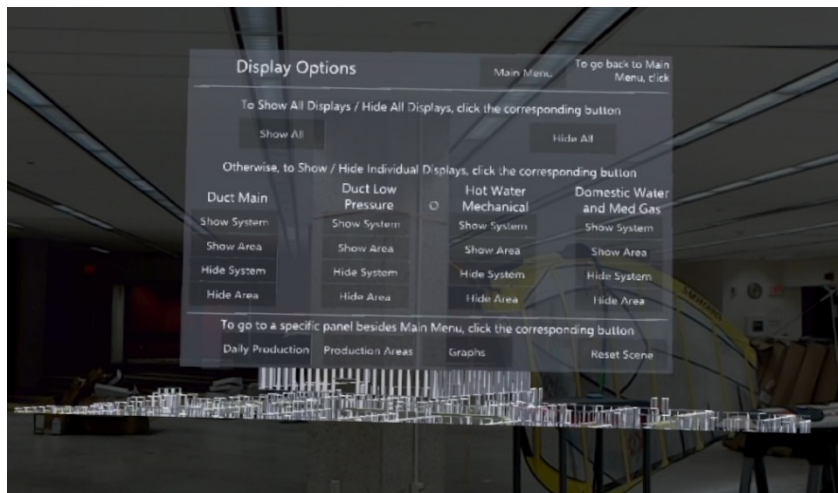 Display Options
Main Menu
To go back to Main
Menu, click
To Show All Displays / Hide All Displays, click the corresponding button
Show All
Hide All
Otherwise, to Show / Hide Individual Displays, click the corresponding button
Duct Main
Duct Low
Pressure
Hot Water
Mechanical
Domestic Water
and Med Gas
Show System
Show System
Show System
Show System
Show Area
Show Area
Show Area
Show Area
Hide System
Hide System
Hide System
Hide System
Hide Area
Hide Area
Hide Area
Hide Area
To go to a specific panel besides Main Menu, click the corresponding button
Daily Production
Production Areas
Graphs
Reset Scene